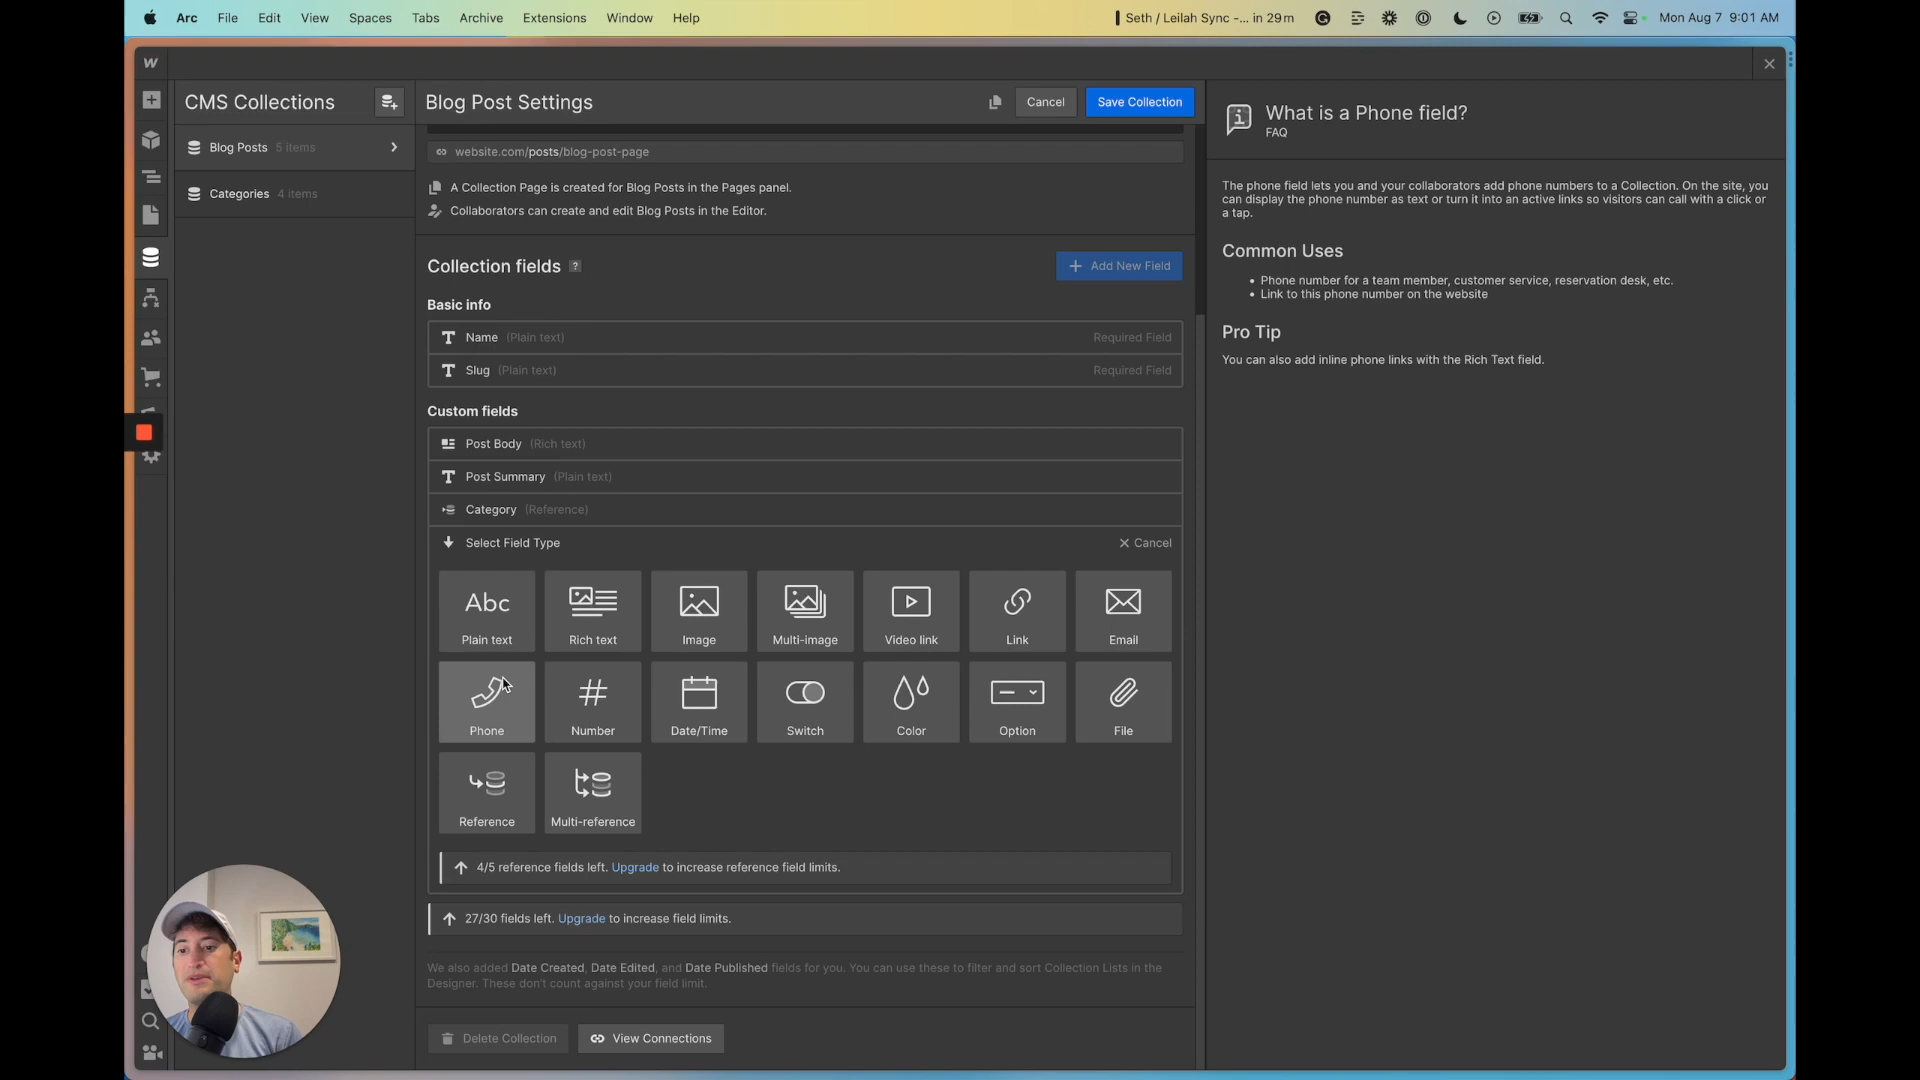 Arc File Edit View Spaces Tabs Archive Extensions Window Help Seth / Leilah Sync -... in 29m Mon Aug 7 9:01 AM
CMS Collections
Blog Posts 5 items
Categories 4 items
Blog Post Settings
Cancel
Save Collection
website.com/posts/blog-post-page
A Collection Page is created for Blog Posts in the Pages panel.
Collaborators can create and edit Blog Posts in the Editor.
Collection fields ?
+ Add New Field
Basic info
Name (Plain text) Required Field
Slug (Plain text) Required Field
Custom fields
Post Body (Rich text)
Post Summary (Plain text)
Category (Reference)
Select Field Type Cancel
Abc
Plain text Rich text Image Multi-image Video link Link Email
Phone Number Date/Time Switch Color Option File
Reference Multi-reference
4/5 reference fields left. Upgrade to increase reference field limits.
27/30 fields left. Upgrade to increase field limits.
We also added Date Created, Date Edited, and Date Published fields for you. You can use these to filter and sort Collection Lists in the
Designer. These don't count against your field limit.
Delete Collection
View Connections
What is a Phone field?
FAQ
The phone field lets you and your collaborators add phone numbers to a Collection. On the site, you
can display the phone number as text or turn it into an active links so visitors can call with a click or
a tap.
Common Uses
• Phone number for a team member, customer service, reservation desk, etc.
• Link to this phone number on the website
Pro Tip
You can also add inline phone links with the Rich Text field.